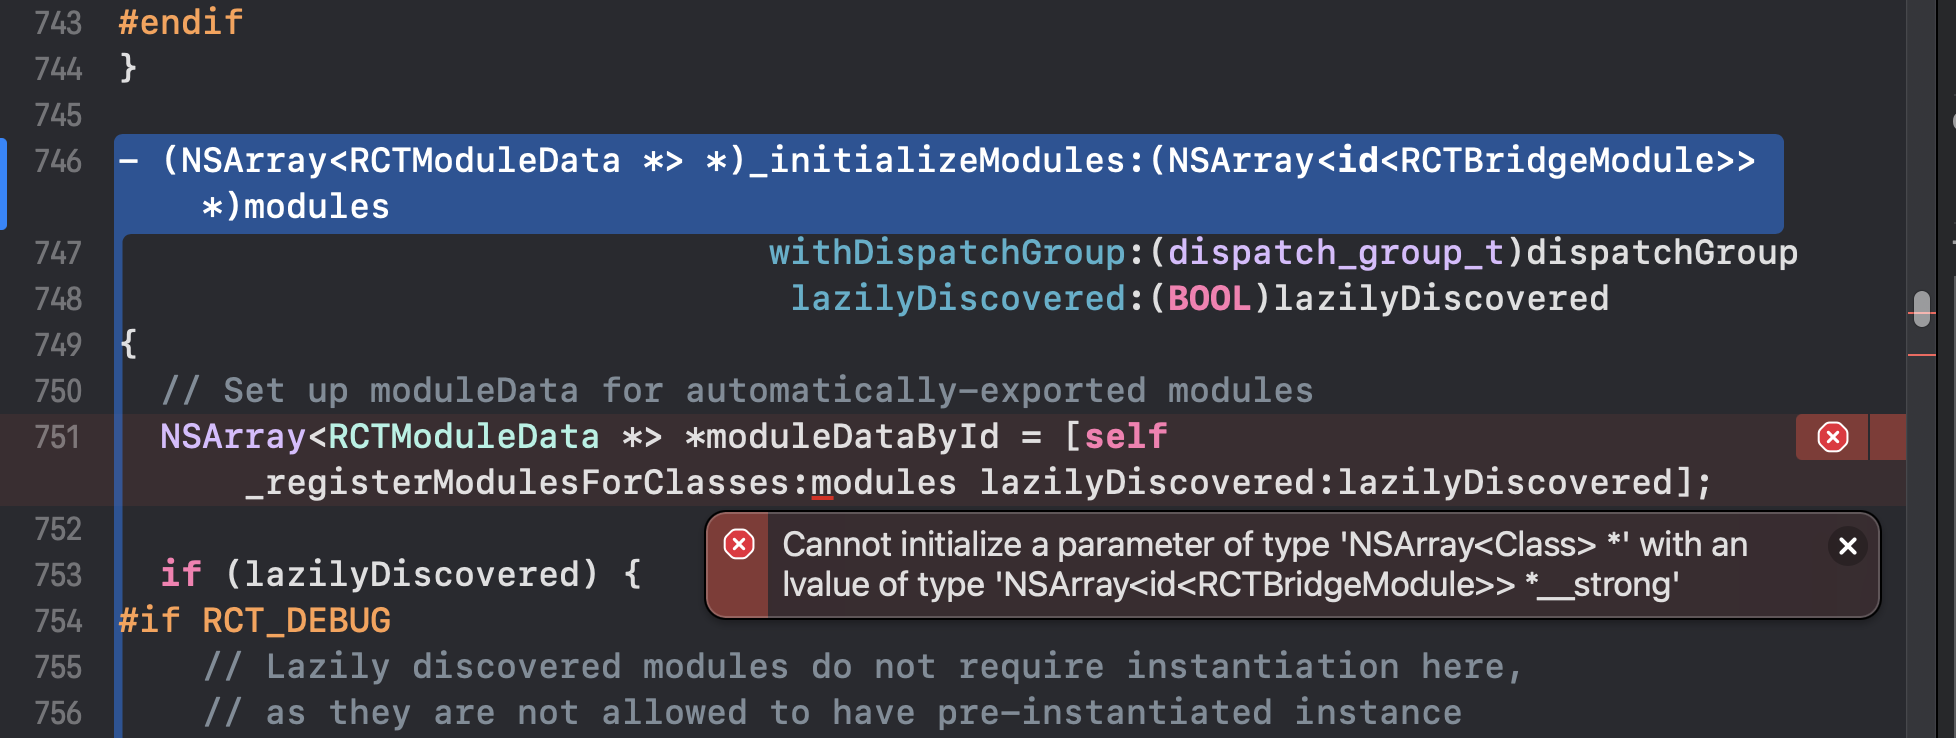 743 #endif
744 }
745
746 - (NSArray<RCTModuleData *> *)_initializeModules:(NSArray<id<RCTBridgeModule>>
*)modules
747 withDispatchGroup:(dispatch_group_t)dispatchGroup
748 lazilyDiscovered:(BOOL)lazilyDiscovered
749 {
750 // Set up moduleData for automatically-exported modules
751 NSArray<RCTModuleData *> *moduleDataById = [self
_registerModulesForClasses:modules lazilyDiscovered:lazilyDiscovered];
752
Cannot initialize a parameter of type 'NSArray<Class> *' with an
lvalue of type 'NSArray<id<RCTBridgeModule>> *__strong'
753 if (lazilyDiscovered) {
754 #if RCT_DEBUG
755 // Lazily discovered modules do not require instantiation here,
756 // as they are not allowed to have pre-instantiated instance